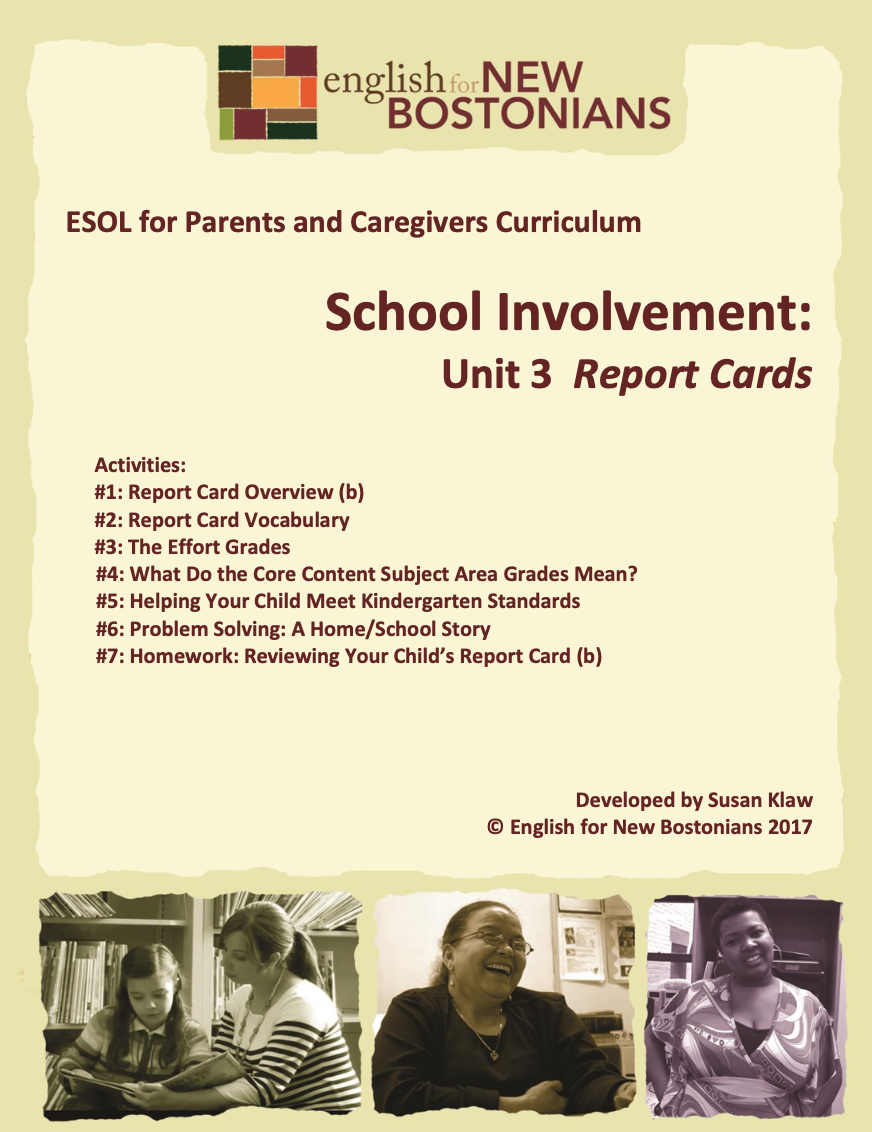 english for NEW
BOSTONIANS
ESOL for Parents and Caregivers Curriculum
School Involvement:
Unit 3 Report Cards
Activities:
#1: Report Card Overview (b)
#2: Report Card Vocabulary
#3: The Effort Grades
#4: What Do the Core Content Subject Area Grades Mean?
#5: Helping Your Child Meet Kindergarten Standards
#6: Problem Solving: A Home/School Story
#7: Homework: Reviewing Your Child’s Report Card (b)
Developed by Susan Klaw
© English for New Bostonians 2017